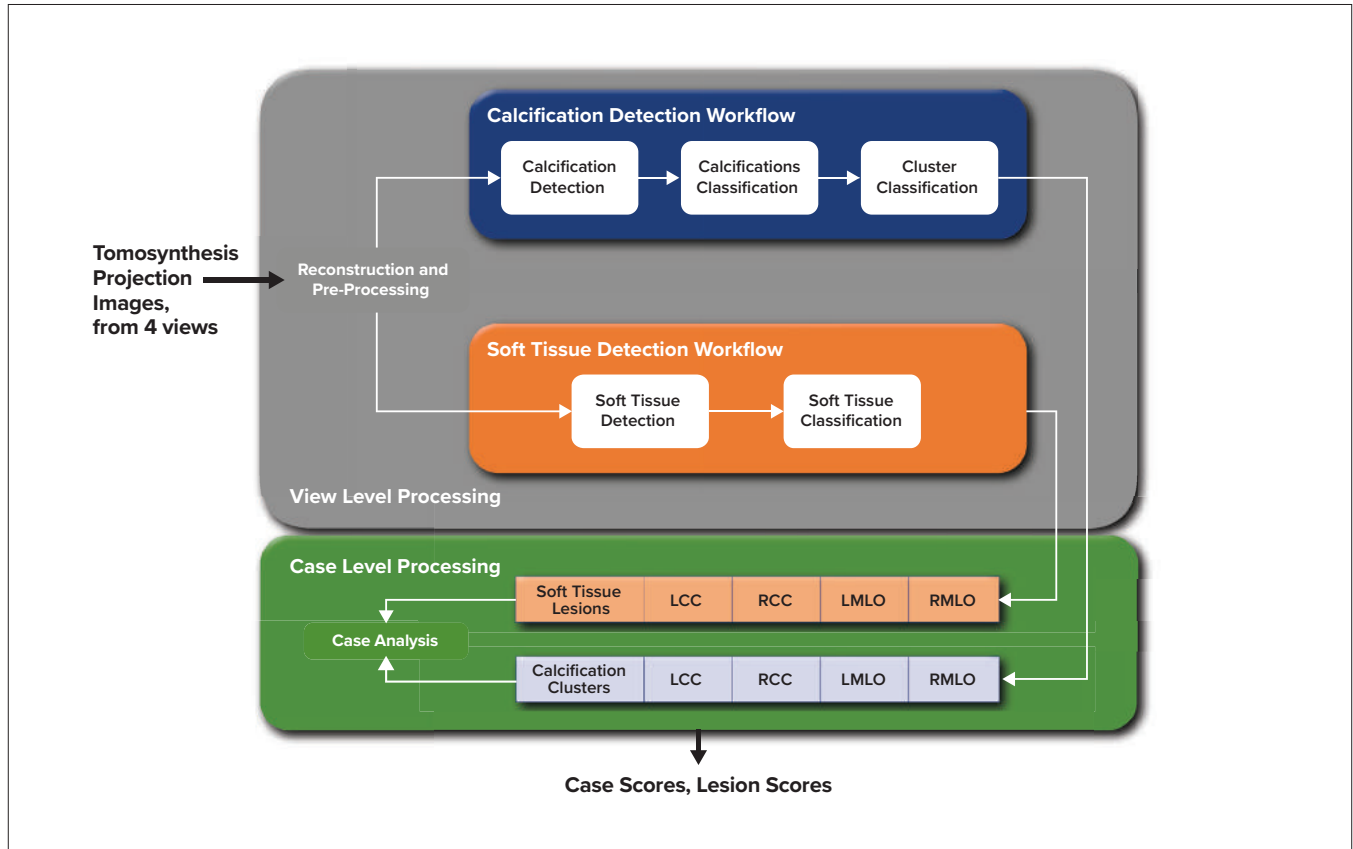 Calcification Detection Workflow
Calcification
Detection
Calcifications
Classification
Cluster
Classification
Tomosynthesis
Projection
Images,
from 4 views
Reconstruction and
Pre-Processing
Soft Tissue Detection Workflow
Soft Tissue
Detection
Soft Tissue
Classification
View Level Processing
Case Level Processing
Soft Tissue
Lesions
LCC
RCC
LMLO
RMLO
Case Analysis
Calcification
Clusters
LCC
RCC
LMLO
RMLO
Case Scores, Lesion Scores